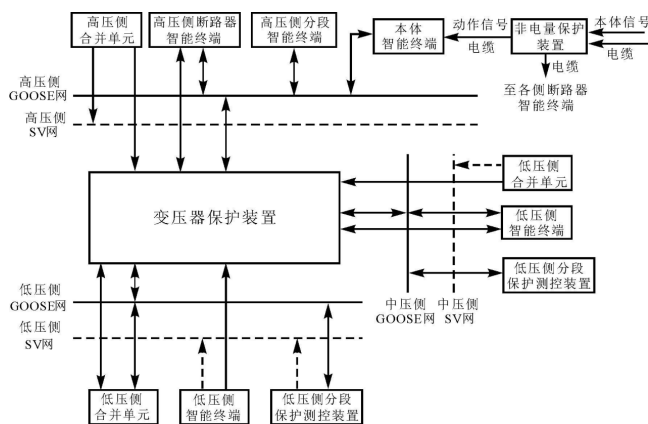 高压侧
合并单元
高压侧断路器
智能终端
高压侧分段
智能终端
本体
智能终端
动作信号
电缆
非电量保护
装置
本体信号
电缆
电缆
至各侧断路器
智能终端
高压侧
GOOSE网
高压侧
SV网
变压器保护装置
低压侧
合并单元
低压侧
智能终端
低压侧分段
保护测控装置
中压侧
GOOSE网
中压侧
SV网
低压侧
GOOSE网
低压侧
SV网
低压侧
合并单元
低压侧
智能终端
低压侧分段
保护测控装置